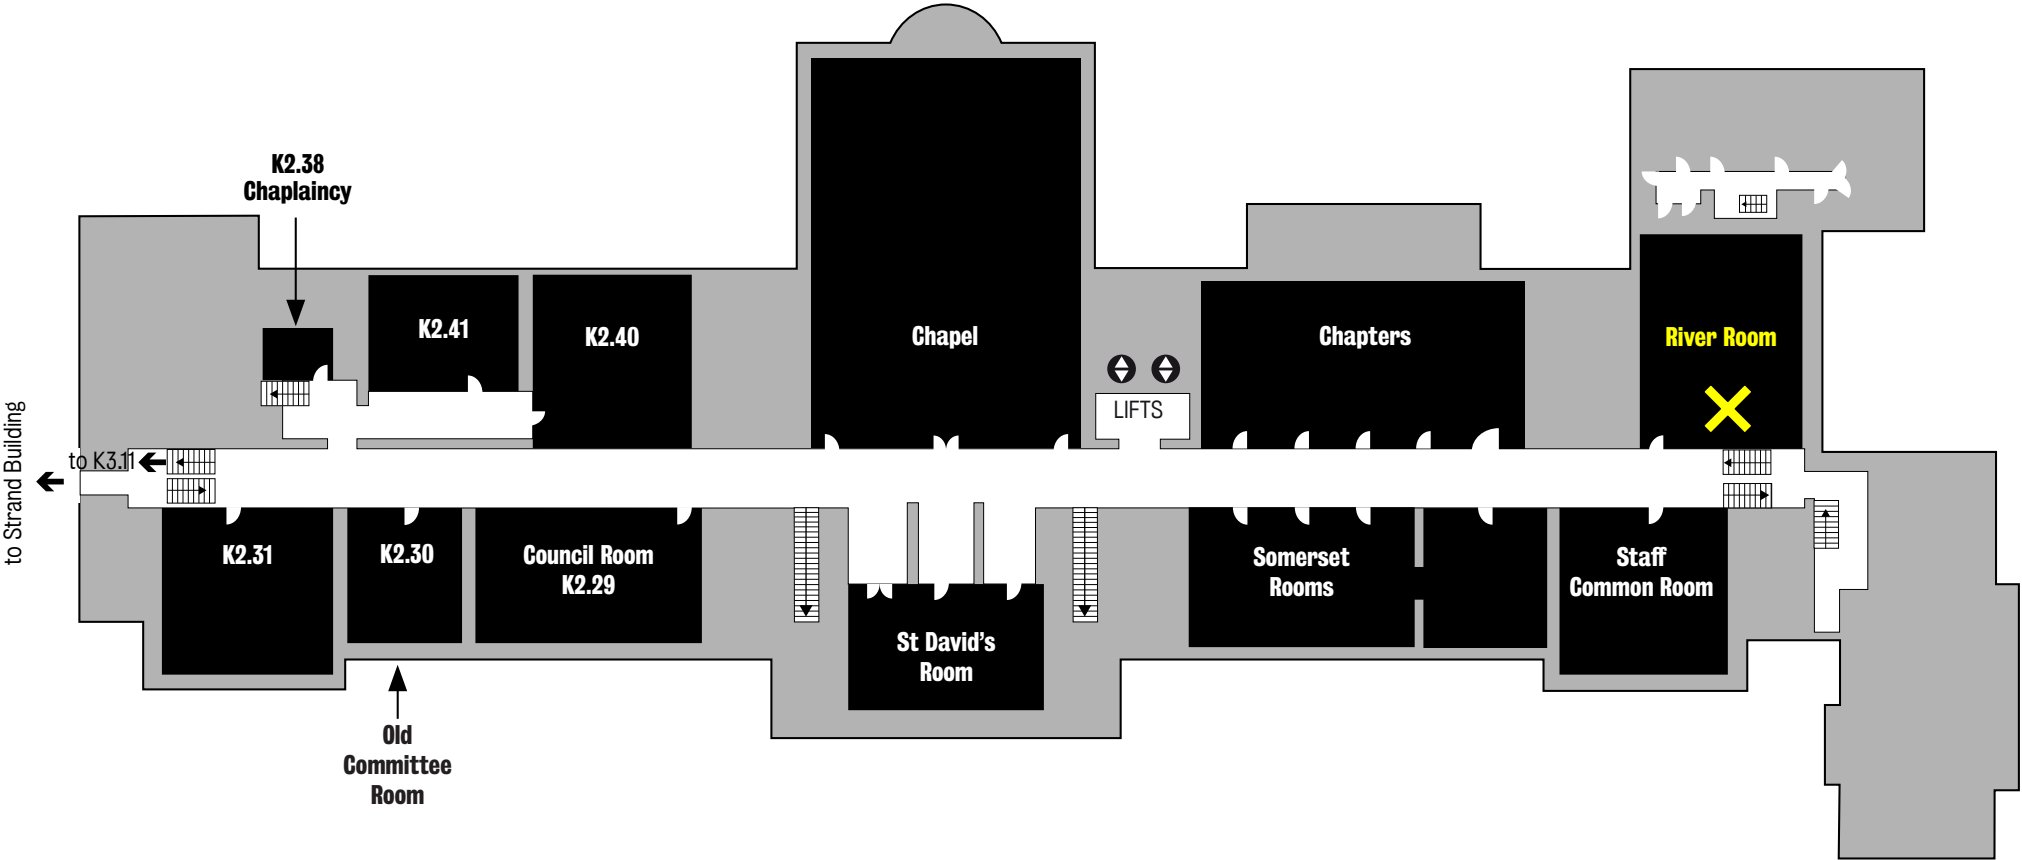 K2.38
Chaplaincy
K2.41
K2.40
Chapel
Chapters
River Room
LIFTS
to Strand Building
to K3.11
K2.31
K2.30
Council Room
K2.29
St David's
Room
Somerset
Rooms
Staff
Common Room
Old
Committee
Room